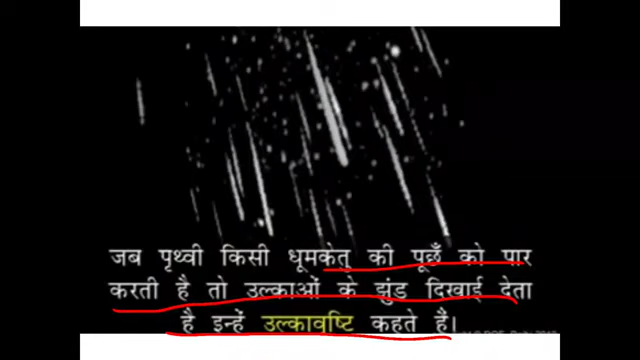 जब पृथ्वी किसी धूमकेतु की पूछँ को पार
करती है तो उल्काओं के झुंड दिखाई देता
है इन्हें उल्कावृष्टि कहते हैं।